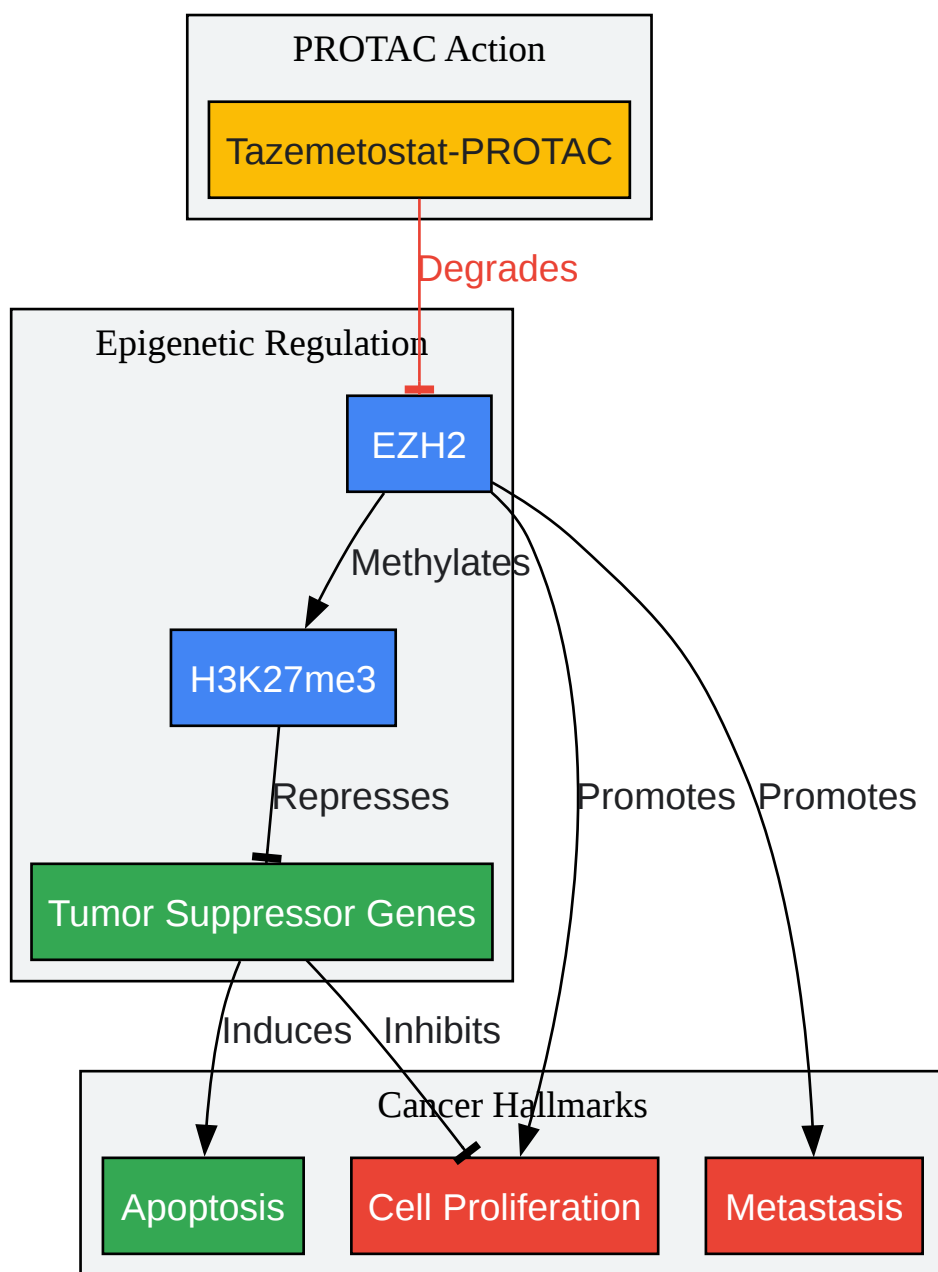 PROTAC Action
Tazemetostat-PROTAC
Degrades
Epigenetic Regulation
EZH2
Methylates
H3K27me3
Represses
Promotes
Promotes
Tumor Suppressor Genes
Induces
Inhibits
Cancer Hallmarks
Apoptosis
Cell Proliferation
Metastasis